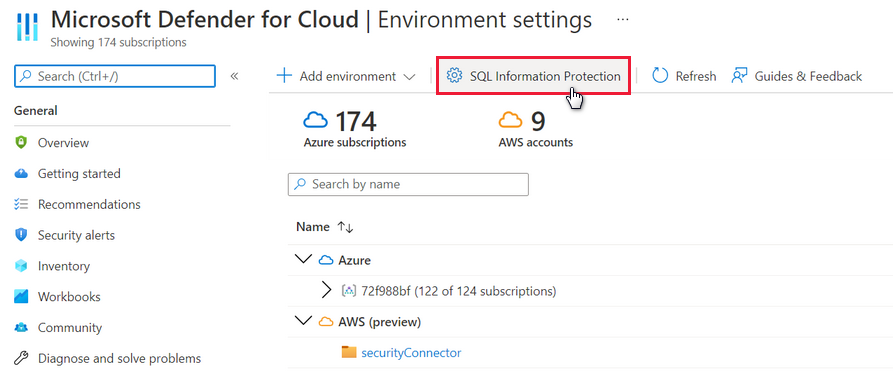 Microsoft Defender for Cloud | Environment settings ...
Showing 174 subscriptions
Search (Ctrl+/) «
General
Overview
Getting started
Recommendations
Security alerts
Inventory
Workbooks
Community
Diagnose and solve problems
Add environment SQL Information Protection Refresh Guides & Feedback
174 9
Azure subscriptions AWS accounts
Search by name
Name
Azure
72f988bf (122 of 124 subscriptions)
AWS (preview)
securityConnector